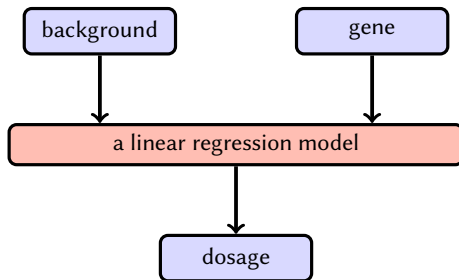 background
gene
a linear regression model
dosage